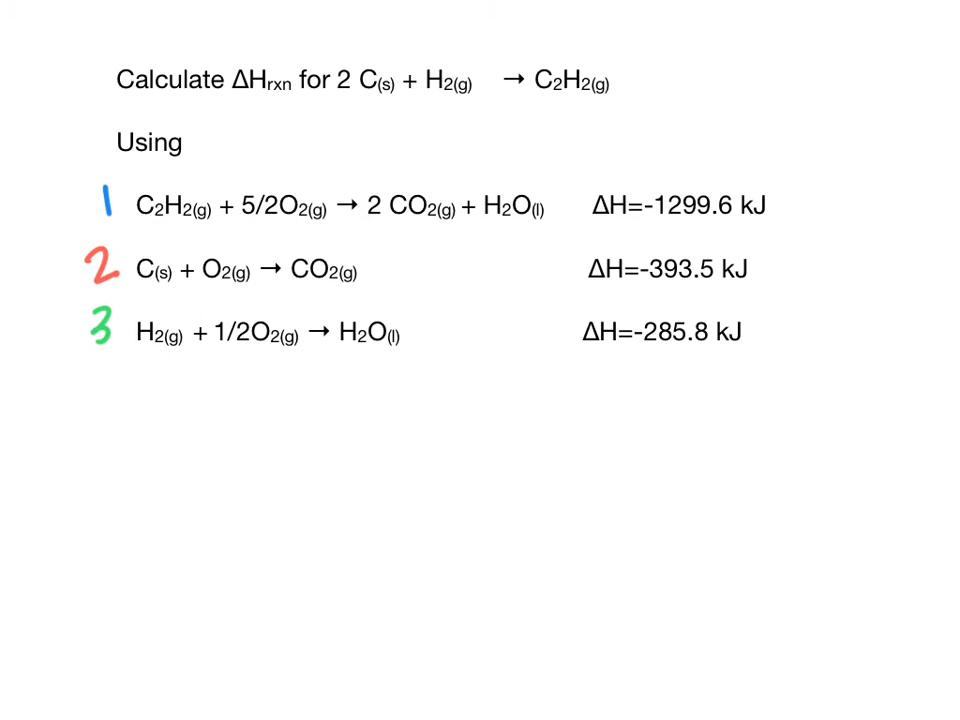 Calculate ΔHrxn for 2 C(s) + H2(g) → C2H2(g)
Using
1 C2H2(g) + 5/2O2(g) → 2 CO2(g) + H2O(l) ΔH=-1299.6 kJ
2 C(s) + O2(g) → CO2(g) ΔH=-393.5 kJ
3 H2(g) + 1/2O2(g) → H2O(l) ΔH=-285.8 kJ